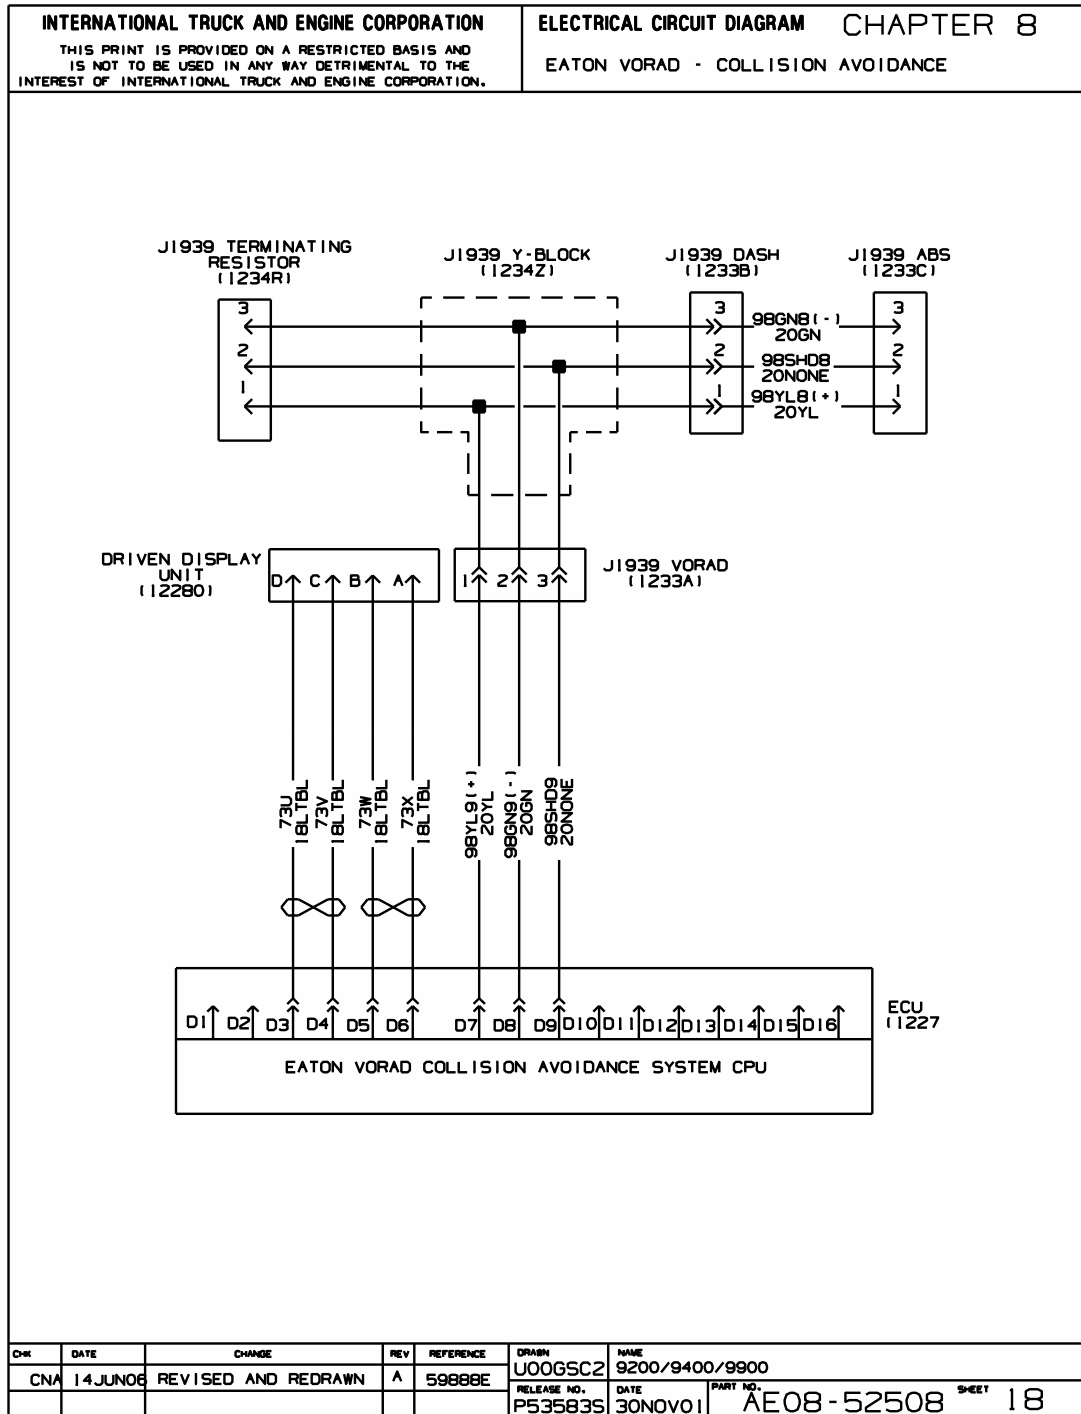 INTERNATIONAL TRUCK AND ENGINE CORPORATION
THIS PRINT IS PROVIDED ON A RESTRICTED BASIS AND
IS NOT TO BE USED IN ANY WAY DETRIMENTAL TO THE
INTEREST OF INTERNATIONAL TRUCK AND ENGINE CORPORATION.
ELECTRICAL CIRCUIT DIAGRAM CHAPTER 8
EATON VORAD - COLLISION AVOIDANCE
J1939 TERMINATING
RESISTOR
(1234R)
J1939 Y-BLOCK
(1234Z)
J1939 DASH
(1233B)
J1939 ABS
(1233C)
3
2
1
3
2
1
98GN8(-)
20GN
98SHD8
20NONE
98YL8(+)
20YL
3
2
1
DRIVEN DISPLAY
UNIT
(12280)
D C B A
1 2 3
J1939 VORAD
(1233A)
73U
18LTBL
73V
18LTBL
73W
18LTBL
73X
18LTBL
98YL9(+)
20YL
98GN9(-)
20GN
98SHD9
20NONE
D1 D2 D3 D4 D5 D6 D7 D8 D9 D10 D11 D12 D13 D14 D15 D16
ECU
(1227
EATON VORAD COLLISION AVOIDANCE SYSTEM CPU
CHK DATE CHANGE REV REFERENCE
CNA 14JUN06 REVISED AND REDRAWN A 59888E
DRAWN
U00GSC2
NAME
9200/9400/9900
RELEASE NO.
P53583S
DATE
30NOV01
PART NO.
AE08-52508
SHEET 18